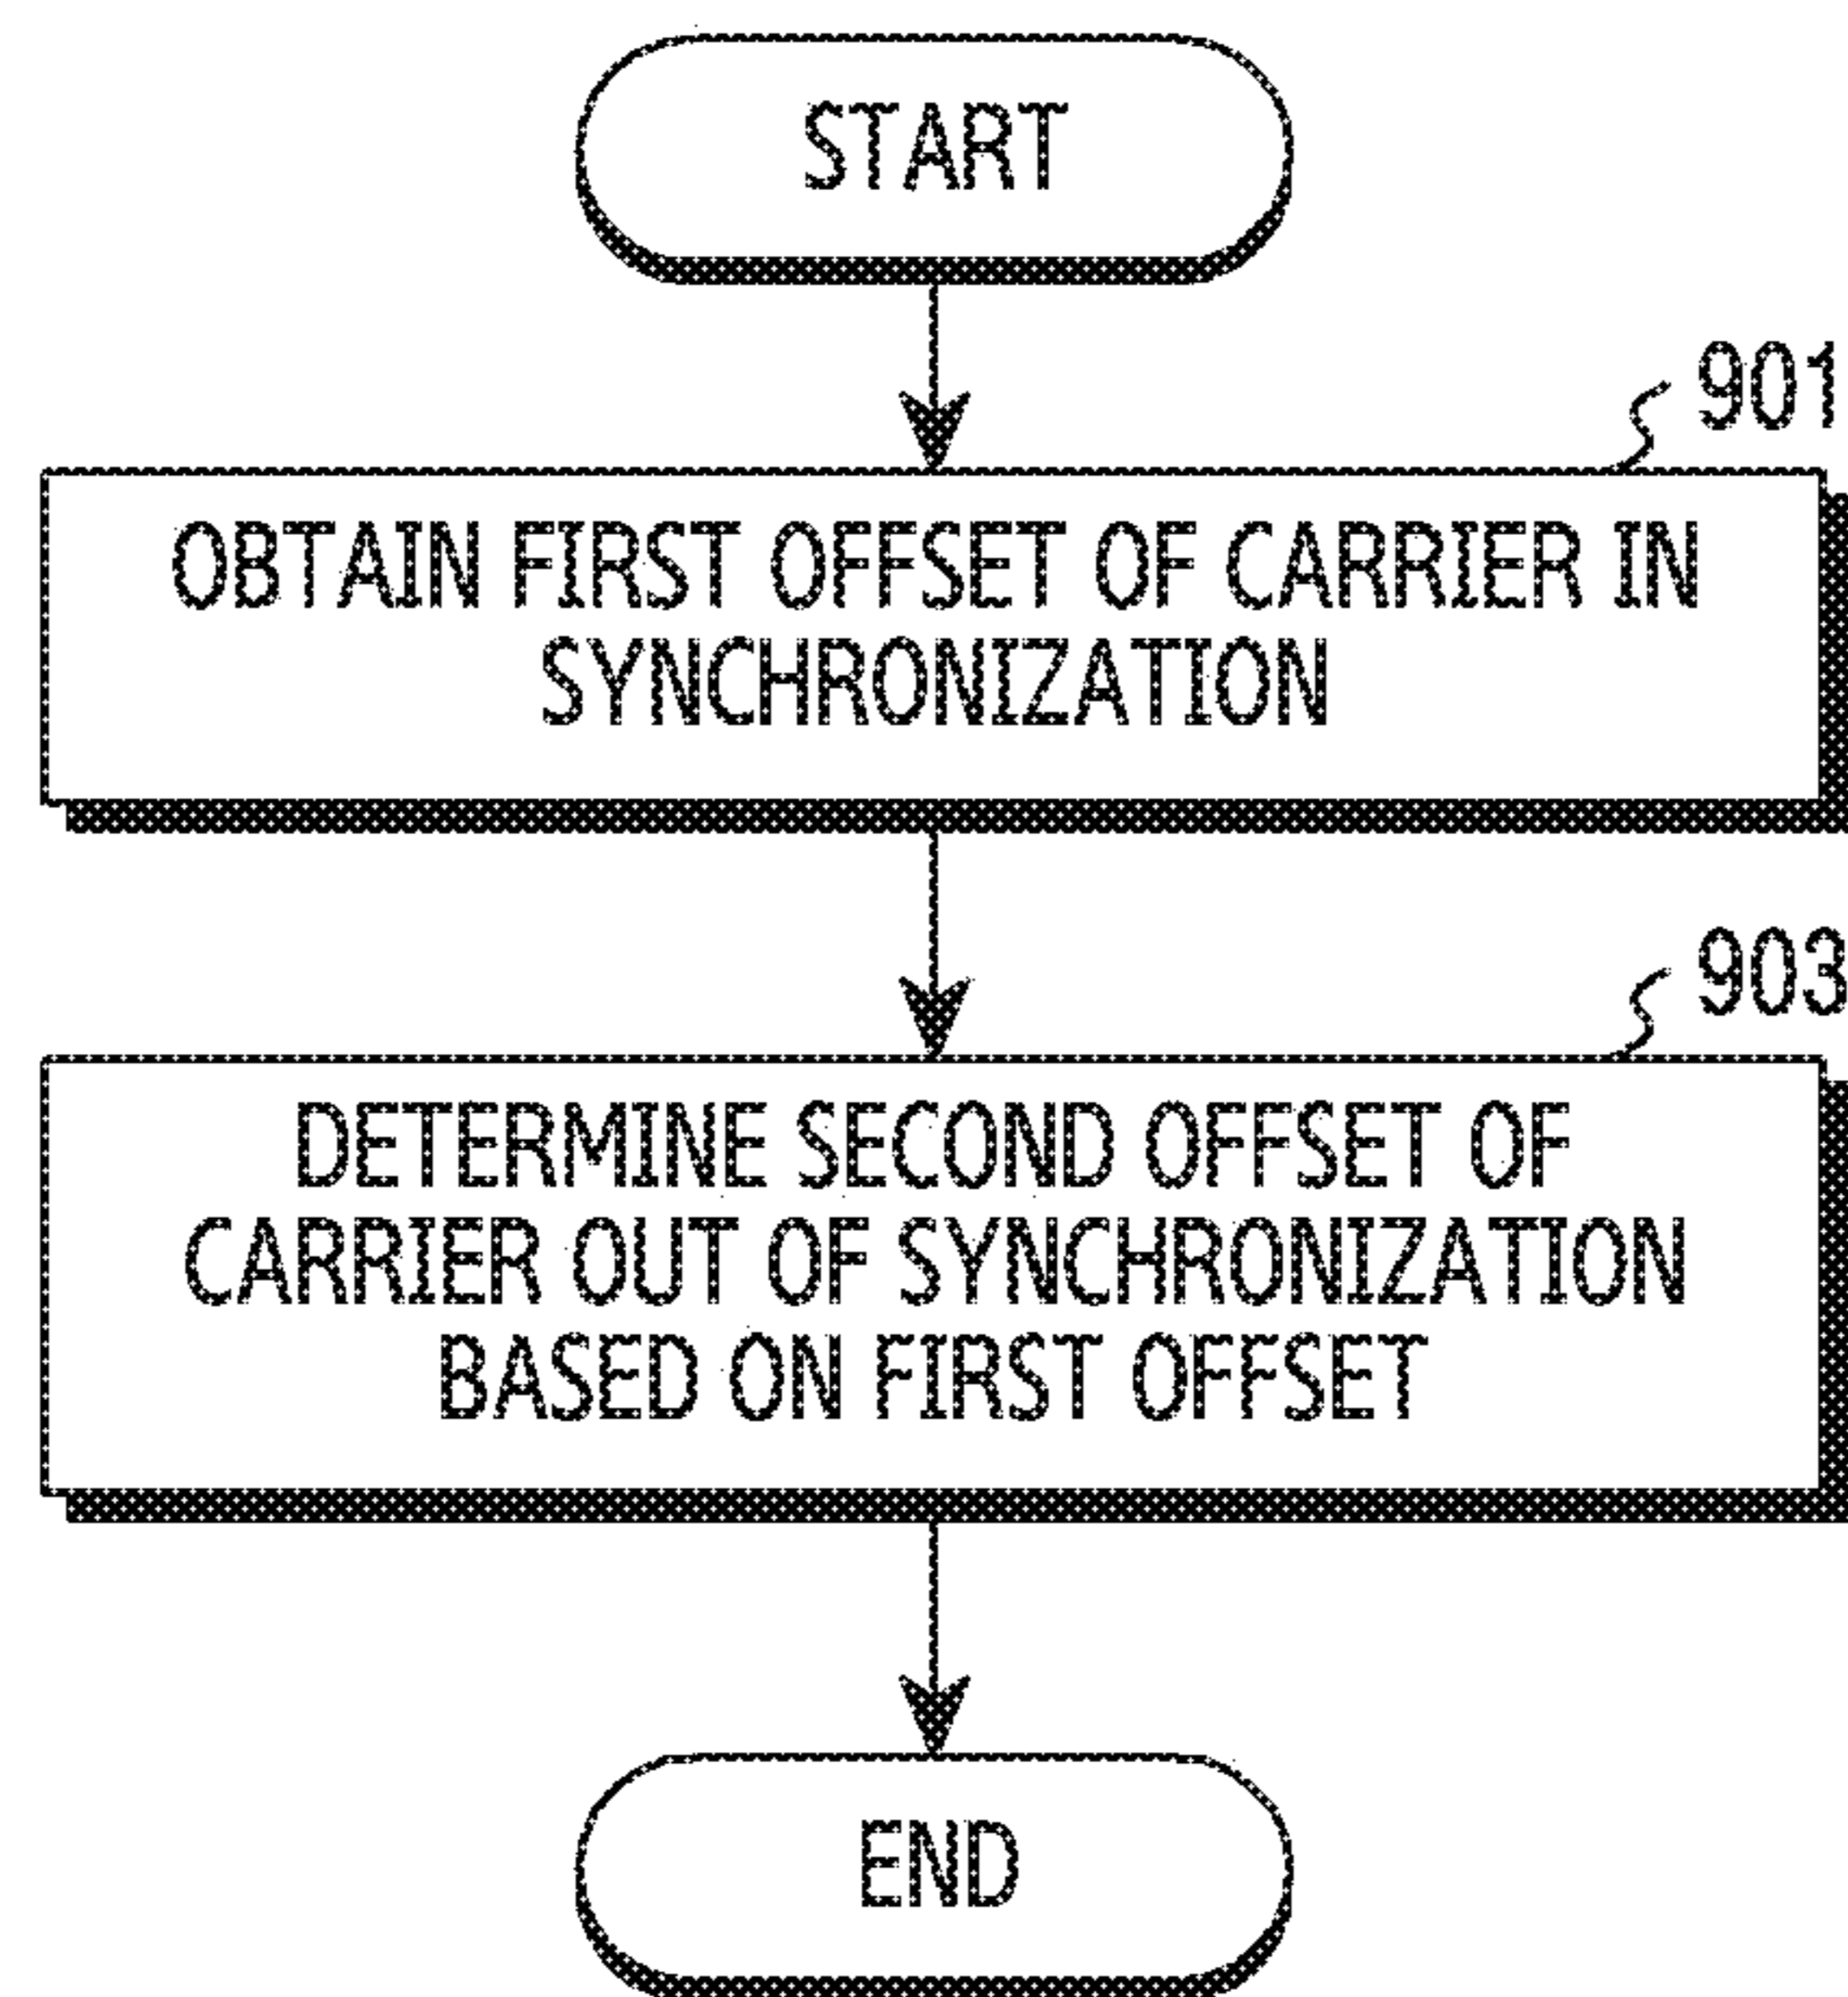 START
901
OBTAIN FIRST OFFSET OF CARRIER IN
SYNCHRONIZATION
903
DETERMINE SECOND OFFSET OF
CARRIER OUT OF SYNCHRONIZATION
BASED ON FIRST OFFSET
END